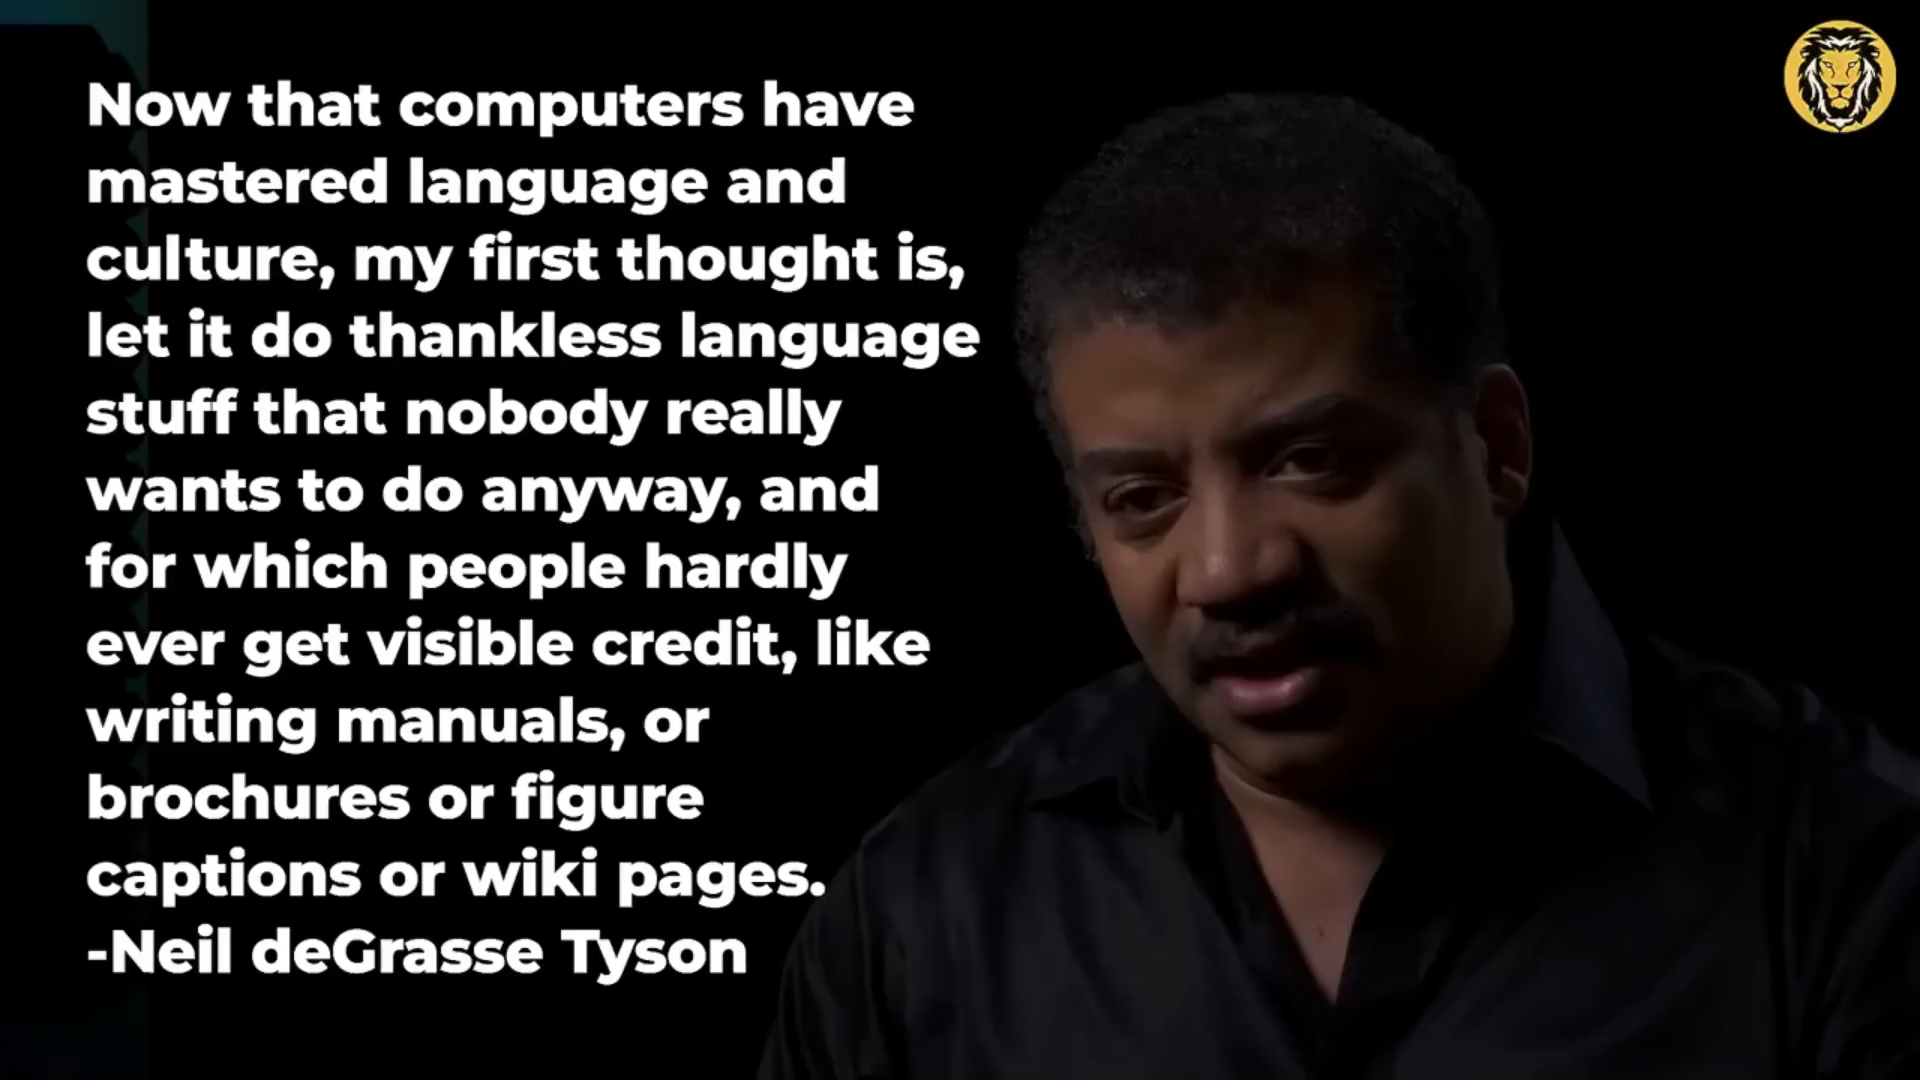 Now that computers have
mastered language and
culture, my first thought is,
let it do thankless language
stuff that nobody really
wants to do anyway, and
for which people hardly
ever get visible credit, like
writing manuals, or
brochures or figure
captions or wiki pages.
-Neil deGrasse Tyson